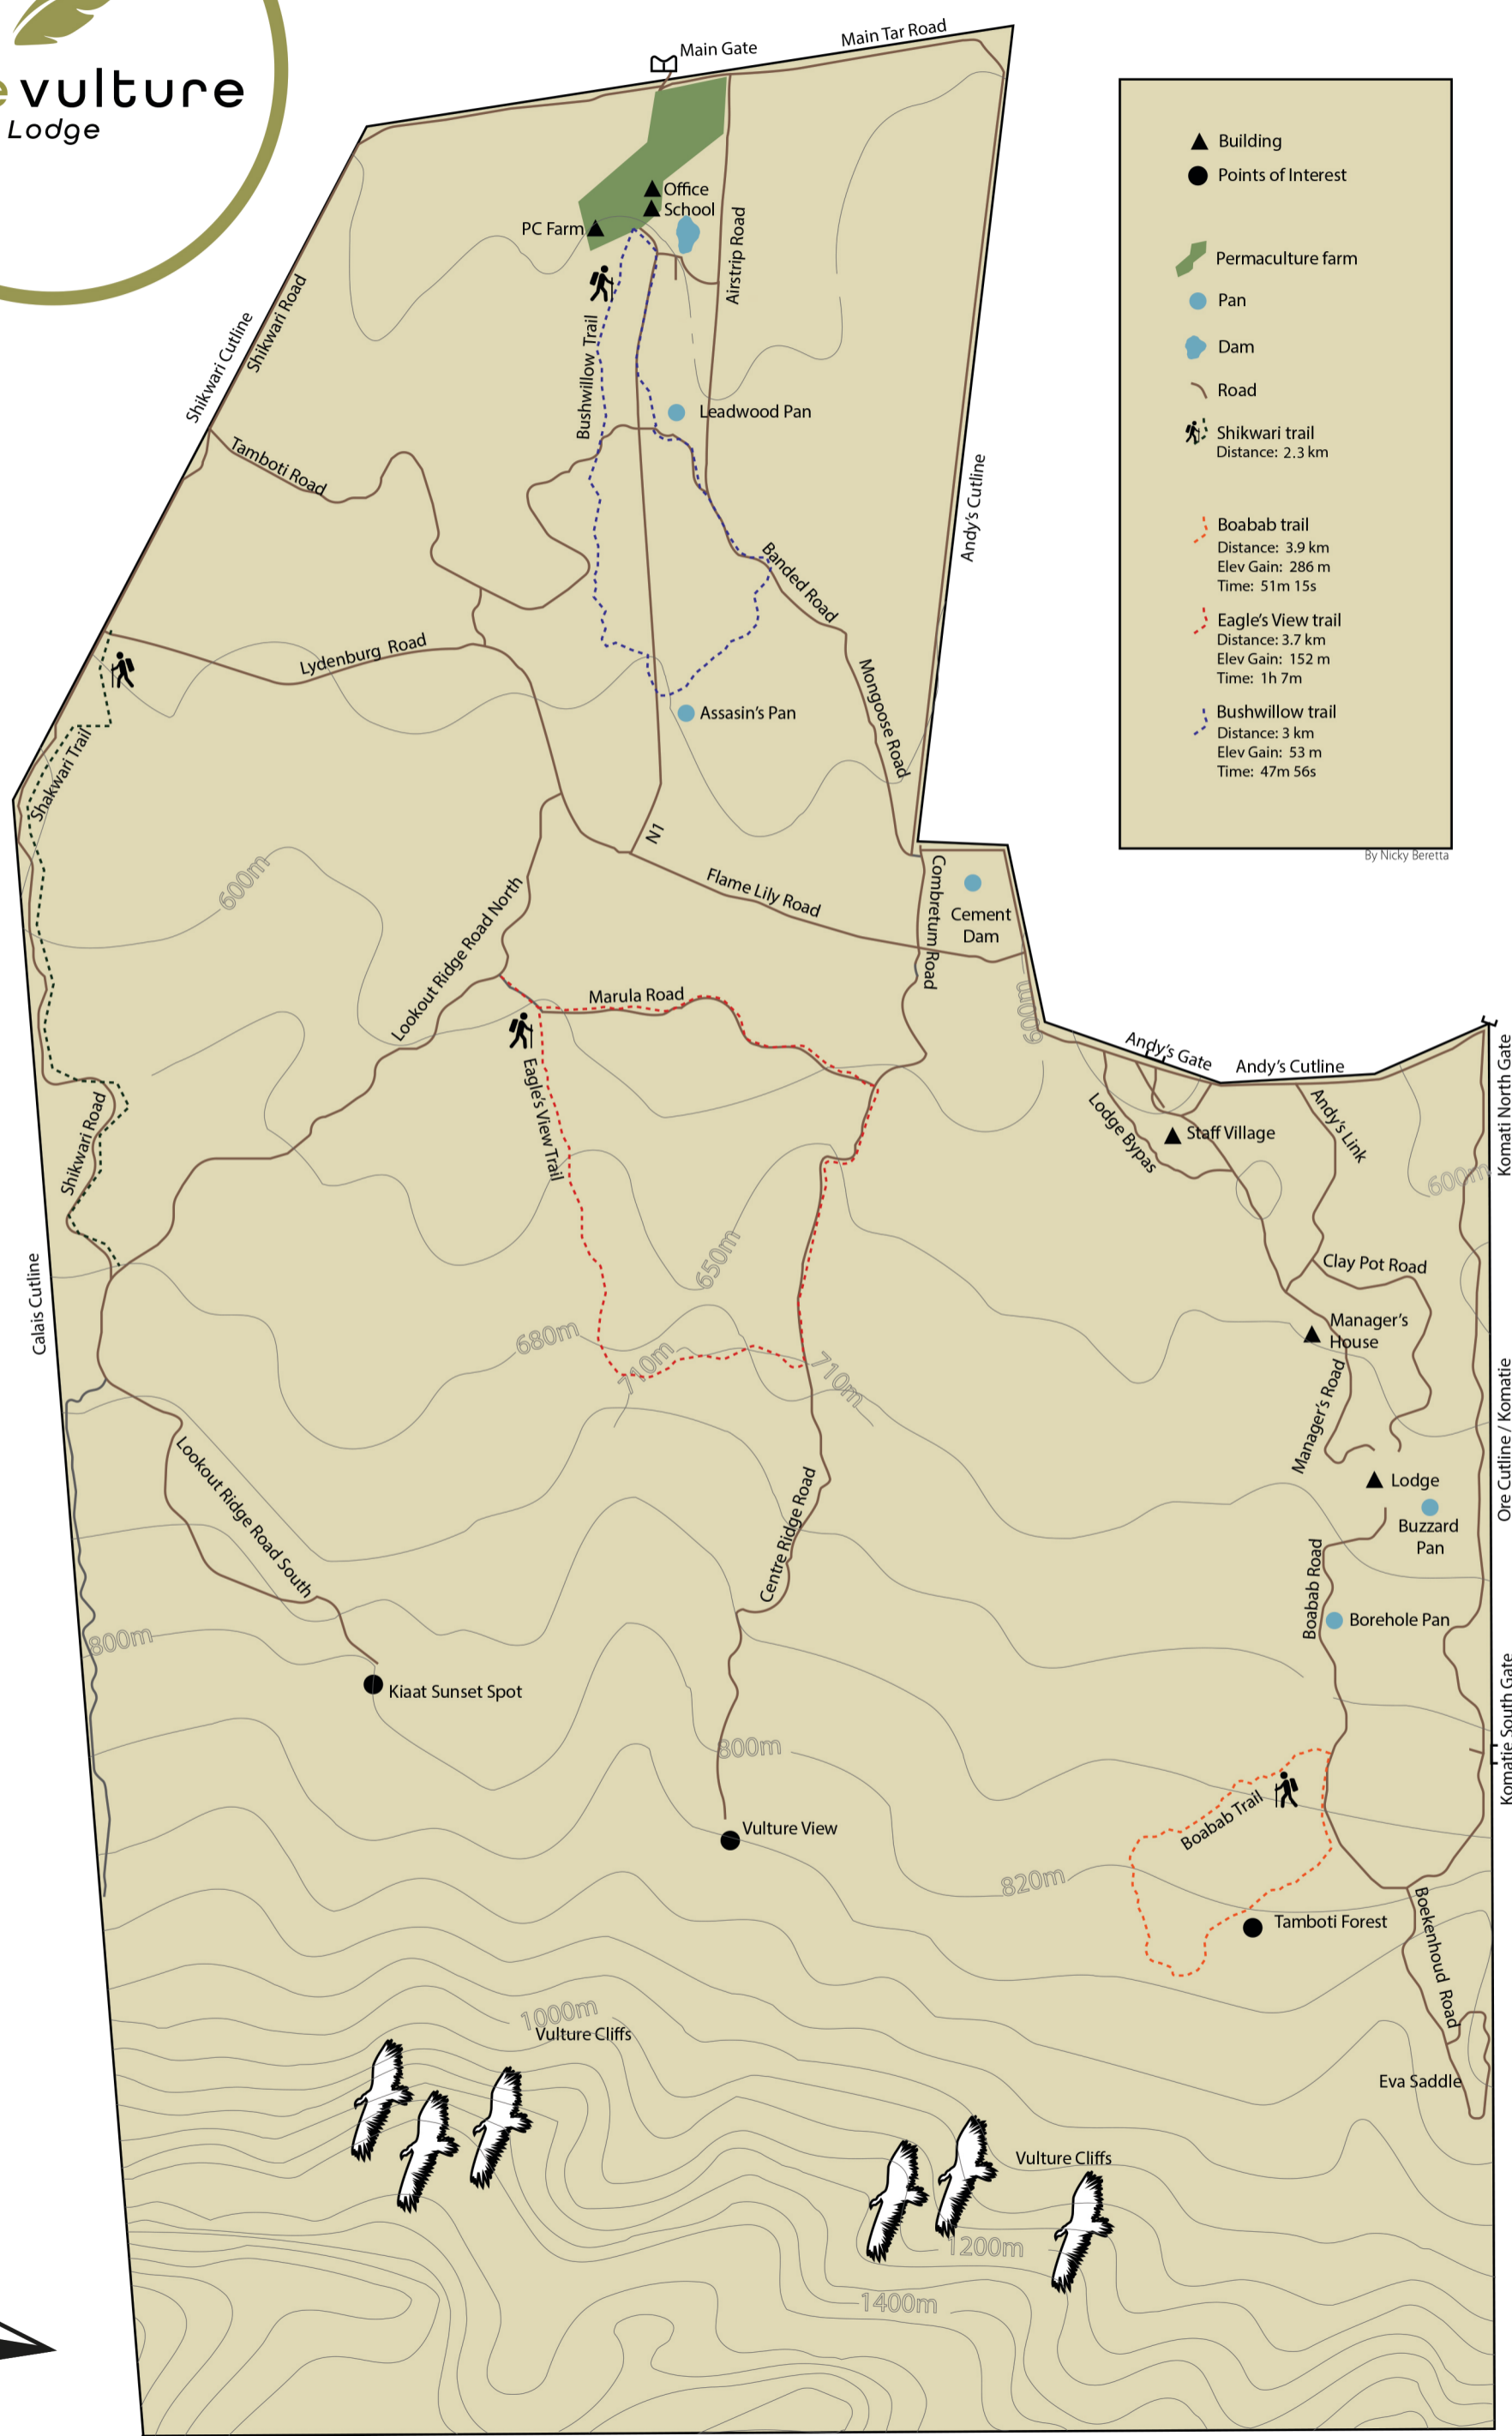 e vulture
Lodge
Main Gate
Main Tar Road
Office
School
PC Farm
Airstrip Road
Shikwari Cutline
Shikwari Road
Bushwillow Trail
Leadwood Pan
Tamboti Road
Andy's Cutline
Banded Road
Lydenburg Road
Mongoose Road
Assasin's Pan
Shakwari Trail
N1
600m
Flame Lily Road
Combretum Road
Cement
Dam
Lookout Ridge Road North
Marula Road
600m
Andy's Gate
Andy's Cutline
Komati North Gate
Eagle's View Trail
Lodge Bypas
Staff Village
Andy's Link
600m
Shikwari Road
Calais Cutline
650m
Clay Pot Road
680m
710m
710m
Manager's
House
Manager's Road
Ore Cutline / Komatie
Lookout Ridge Road South
Centre Ridge Road
Lodge
Buzzard
Pan
Boabab Road
Borehole Pan
800m
Kiaat Sunset Spot
800m
Komatie South Gate
Vulture View
Boabab Trail
820m
Tamboti Forest
Boekenhoud Road
1000m
Vulture Cliffs
Eva Saddle
Vulture Cliffs
1200m
1400m
Building
Points of Interest
Permaculture farm
Pan
Dam
Road
Shikwari trail
Distance: 2.3 km
Boabab trail
Distance: 3.9 km
Elev Gain: 286 m
Time: 51m 15s
Eagle's View trail
Distance: 3.7 km
Elev Gain: 152 m
Time: 1h 7m
Bushwillow trail
Distance: 3 km
Elev Gain: 53 m
Time: 47m 56s
By Nicky Beretta